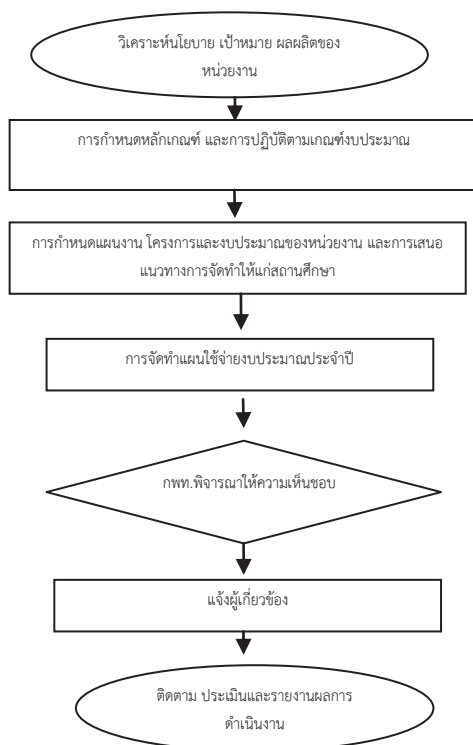 วิเคราะห์นโยบาย เป้าหมาย ผลผลิตของ
หน่วยงาน
การกำหนดหลักเกณฑ์ และการปฏิบัติตามเกณฑ์งบประมาณ
การกำหนดแผนงาน โครงการและงบประมาณของหน่วยงาน และการเสนอ
แนวทางการจัดทำให้แก่สถานศึกษา
การจัดทำแผนใช้จ่ายงบประมาณประจำปี
กพท.พิจารณาให้ความเห็นชอบ
แจ้งผู้เกี่ยวข้อง
ติดตาม ประเมินและรายงานผลการ
ดำเนินงาน